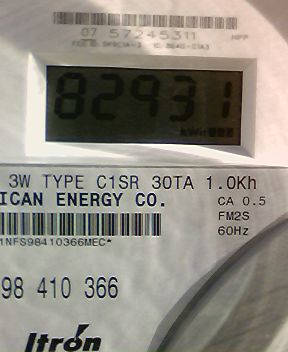 07 57245311
82931
3W TYPE C1SR 30TA 1.0Kh
ICAN ENERGY CO.
CA 0.5
FM2S
60Hz
1NFS98410366MEC*
98 410 366
Itron